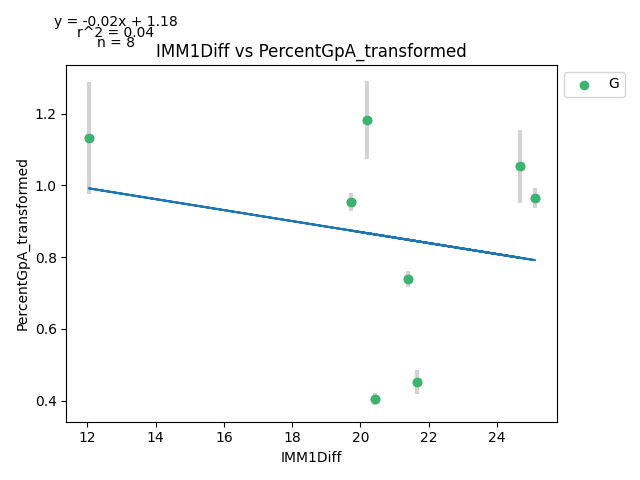 y = -0.02x + 1.18
r^2 = 0.04
n = 8
IMM1Diff vs PercentGpA_transformed
G
1.2
1.0
0.8
0.6
0.4
PercentGpA_transformed
12
14
16
18
20
22
24
IMM1Diff